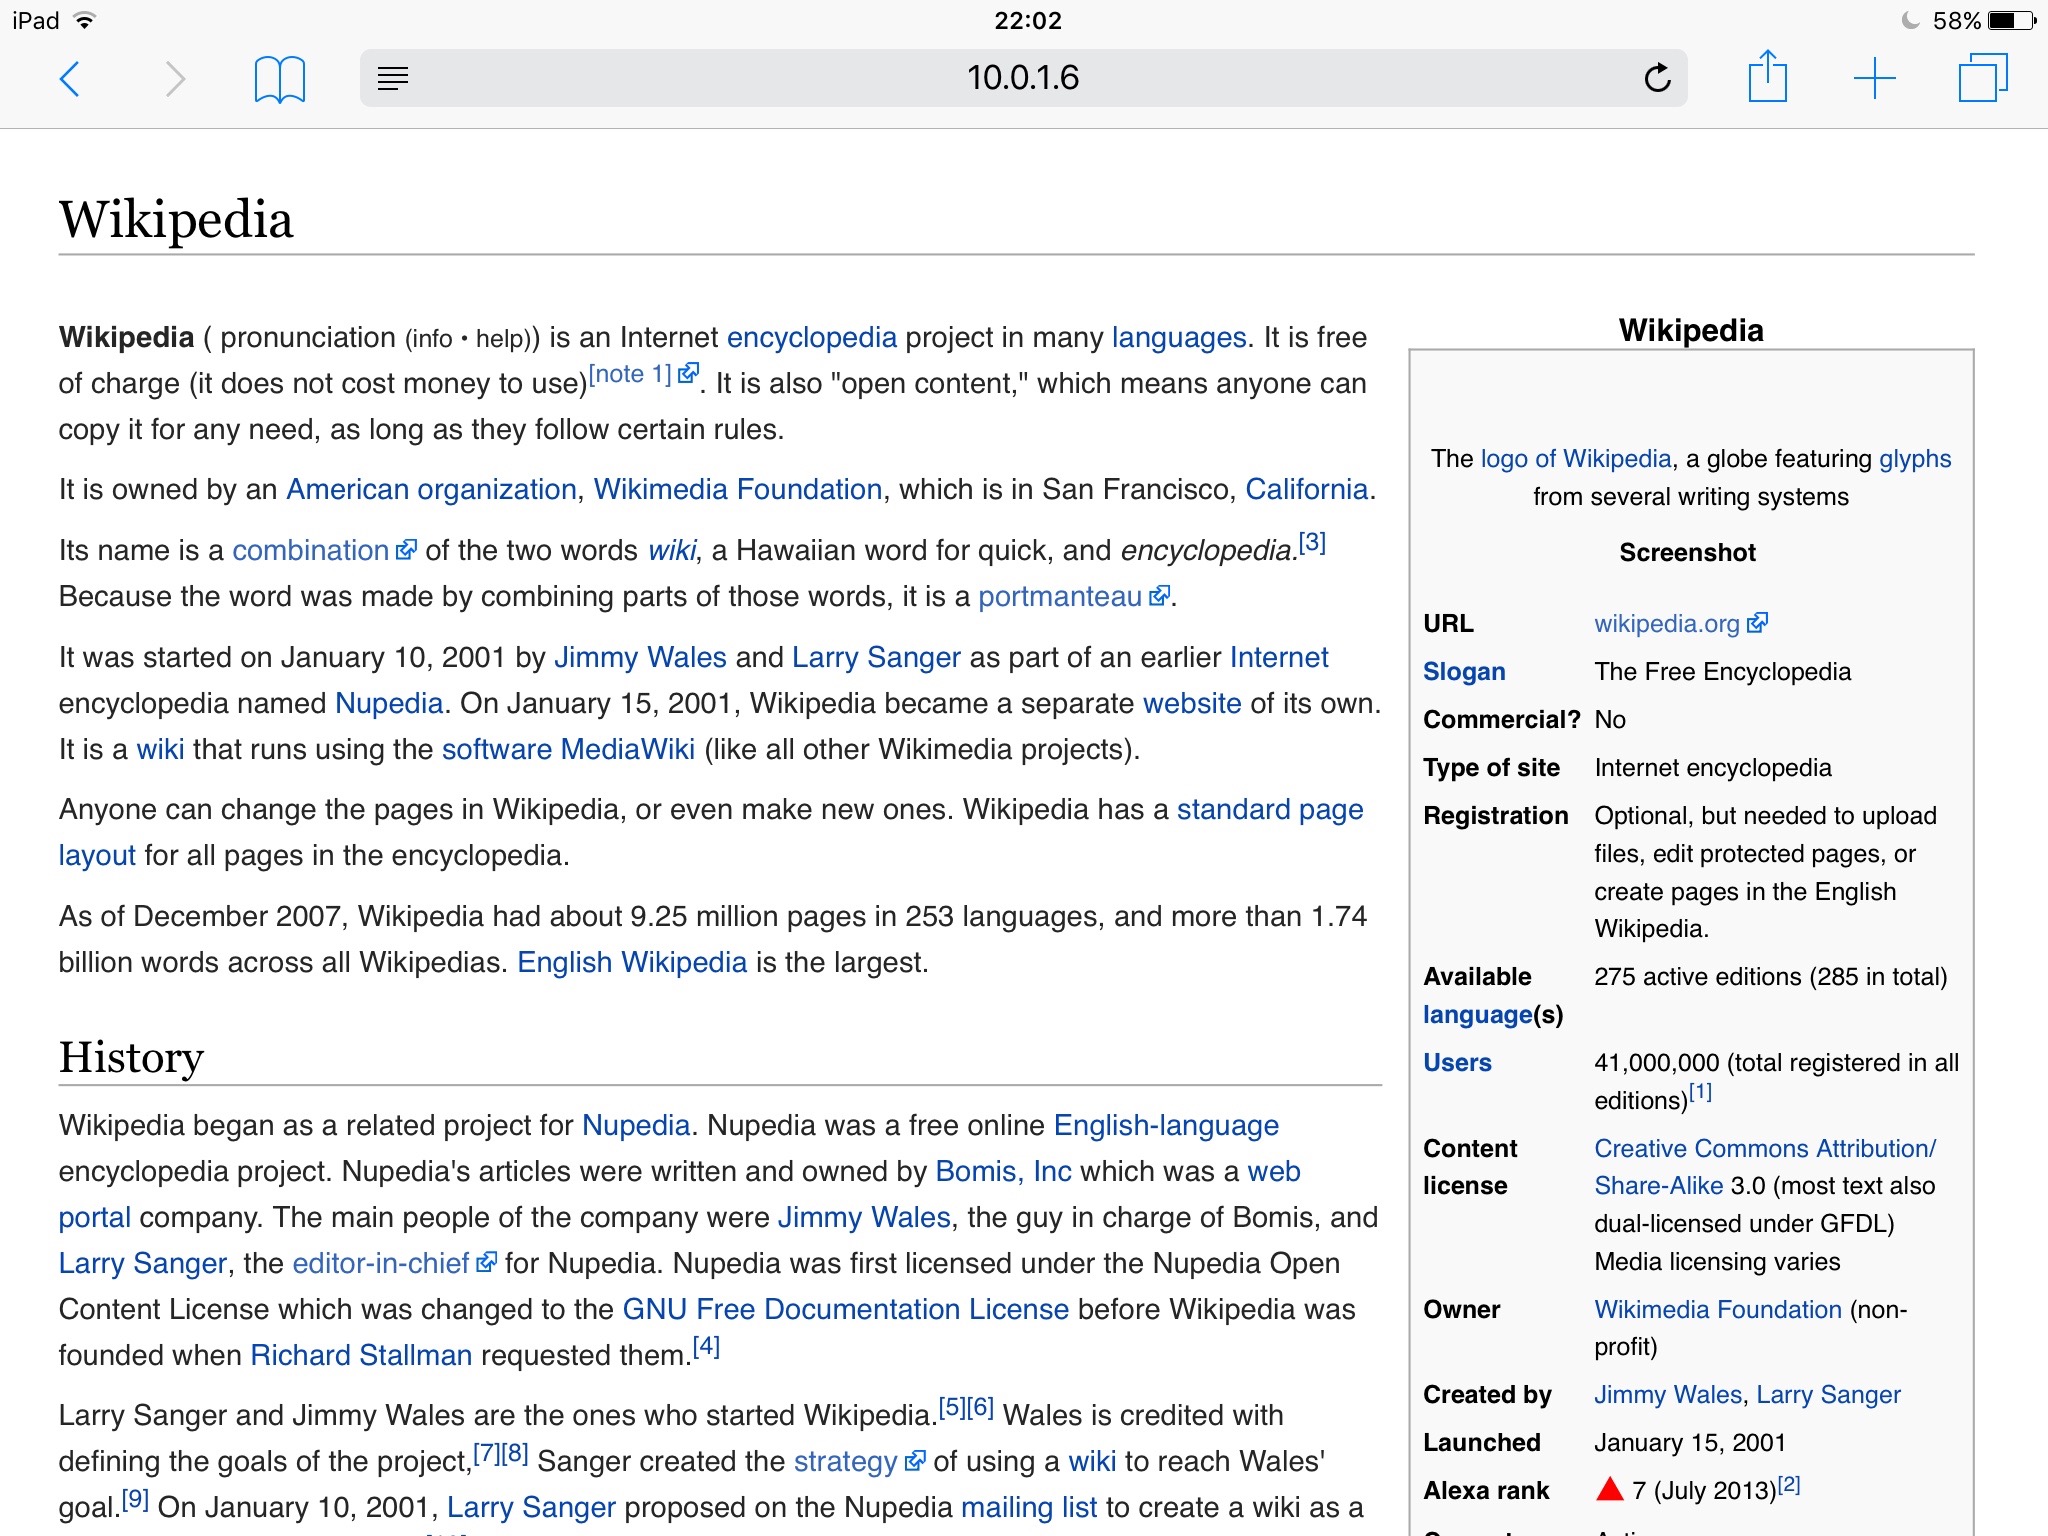 iPad
22:02
58%
10.0.1.6
Wikipedia
Wikipedia ( pronunciation (info • help)) is an Internet encyclopedia project in many languages. It is free
of charge (it does not cost money to use)[note 1]. It is also "open content," which means anyone can
copy it for any need, as long as they follow certain rules.
It is owned by an American organization, Wikimedia Foundation, which is in San Francisco, California.
Its name is a combination of the two words wiki, a Hawaiian word for quick, and encyclopedia.[3]
Because the word was made by combining parts of those words, it is a portmanteau.
It was started on January 10, 2001 by Jimmy Wales and Larry Sanger as part of an earlier Internet
encyclopedia named Nupedia. On January 15, 2001, Wikipedia became a separate website of its own.
It is a wiki that runs using the software MediaWiki (like all other Wikimedia projects).
Anyone can change the pages in Wikipedia, or even make new ones. Wikipedia has a standard page
layout for all pages in the encyclopedia.
As of December 2007, Wikipedia had about 9.25 million pages in 253 languages, and more than 1.74
billion words across all Wikipedias. English Wikipedia is the largest.
History
Wikipedia began as a related project for Nupedia. Nupedia was a free online English-language
encyclopedia project. Nupedia's articles were written and owned by Bomis, Inc which was a web
portal company. The main people of the company were Jimmy Wales, the guy in charge of Bomis, and
Larry Sanger, the editor-in-chief for Nupedia. Nupedia was first licensed under the Nupedia Open
Content License which was changed to the GNU Free Documentation License before Wikipedia was
founded when Richard Stallman requested them.[4]
Larry Sanger and Jimmy Wales are the ones who started Wikipedia.[5][6] Wales is credited with
defining the goals of the project,[7][8] Sanger created the strategy of using a wiki to reach Wales'
goal.[9] On January 10, 2001, Larry Sanger proposed on the Nupedia mailing list to create a wiki as a
Wikipedia
The logo of Wikipedia, a globe featuring glyphs
from several writing systems
Screenshot
URL wikipedia.org
Slogan The Free Encyclopedia
Commercial? No
Type of site Internet encyclopedia
Registration Optional, but needed to upload
files, edit protected pages, or
create pages in the English
Wikipedia.
Available 275 active editions (285 in total)
language(s)
Users 41,000,000 (total registered in all
editions)[1]
Content Creative Commons Attribution/
license Share-Alike 3.0 (most text also
dual-licensed under GFDL)
Media licensing varies
Owner Wikimedia Foundation (non-
profit)
Created by Jimmy Wales, Larry Sanger
Launched January 15, 2001
Alexa rank 7 (July 2013)[2]